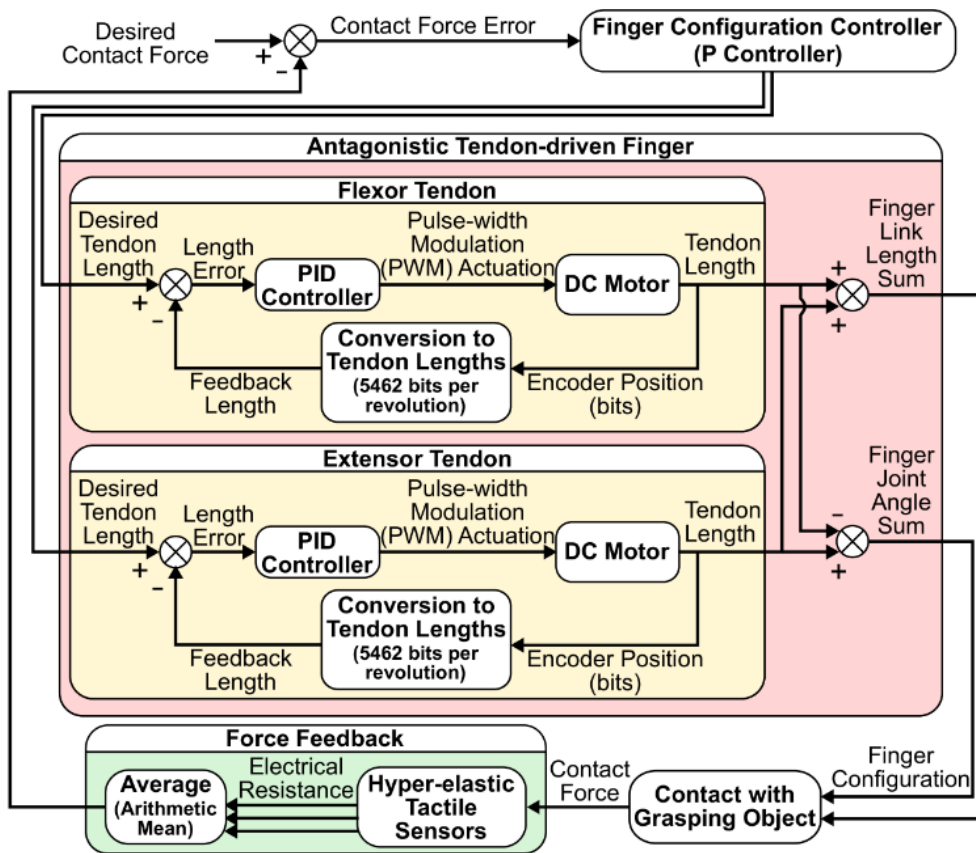 Desired
Contact Force
+
−
Contact Force Error
Finger Configuration Controller
(P Controller)
Antagonistic Tendon-driven Finger
Flexor Tendon
Desired
Tendon
Length
+
−
Length
Error
PID
Controller
Pulse-width
Modulation
(PWM) Actuation
DC Motor
Tendon
Length
Conversion to
Tendon Lengths
(5462 bits per
revolution)
Feedback
Length
Encoder Position
(bits)
+
+
Finger
Link
Length
Sum
Extensor Tendon
Desired
Tendon
Length
+
−
Length
Error
PID
Controller
Pulse-width
Modulation
(PWM) Actuation
DC Motor
Tendon
Length
Conversion to
Tendon Lengths
(5462 bits per
revolution)
Feedback
Length
Encoder Position
(bits)
−
+
Finger
Joint
Angle
Sum
Force Feedback
Average
(Arithmetic
Mean)
Electrical
Resistance
Hyper-elastic
Tactile
Sensors
Contact
Force
Contact with
Grasping Object
Finger
Configuration